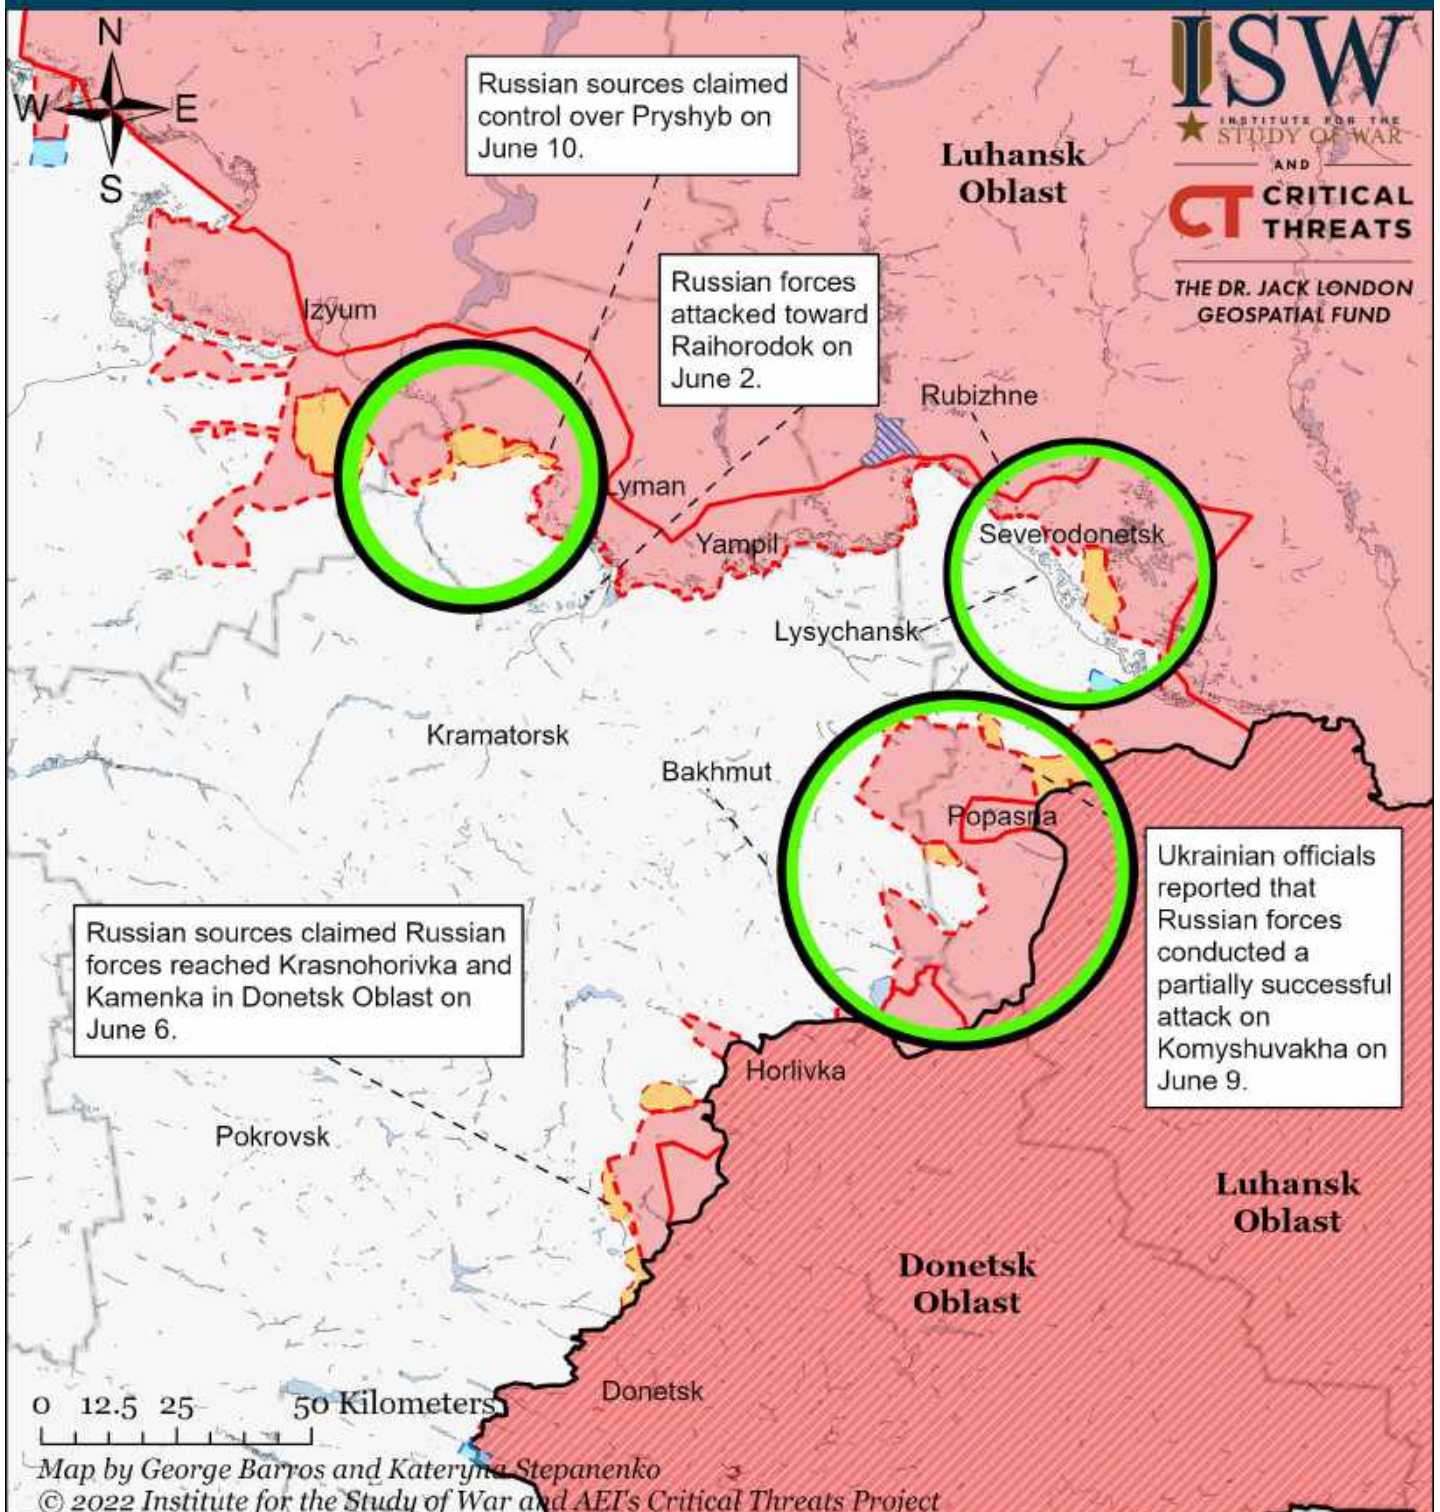 N
W
E
S
ISW
INSTITUTE FOR THE
STUDY OF WAR
AND
CT CRITICAL
THREATS
THE DR. JACK LONDON
GEOSPATIAL FUND
Russian sources claimed
control over Pryshyb on
June 10.
Luhansk
Oblast
Russian forces
attacked toward
Raihorodok on
June 2.
Izyum
Rubizhne
yman
Yampil
Severodonetsk
Lysychansk
Kramatorsk
Bakhmut
Popasna
Ukrainian officials
reported that
Russian forces
conducted a
partially successful
attack on
Komyshuvakha on
June 9.
Russian sources claimed Russian
forces reached Krasnohorivka and
Kamenka in Donetsk Oblast on
June 6.
Horlivka
Pokrovsk
Luhansk
Oblast
Donetsk
Oblast
Donetsk
0 12.5 25 50 Kilometers
Map by George Barros and Kateryna Stepanenko
© 2022 Institute for the Study of War and AEI's Critical Threats Project